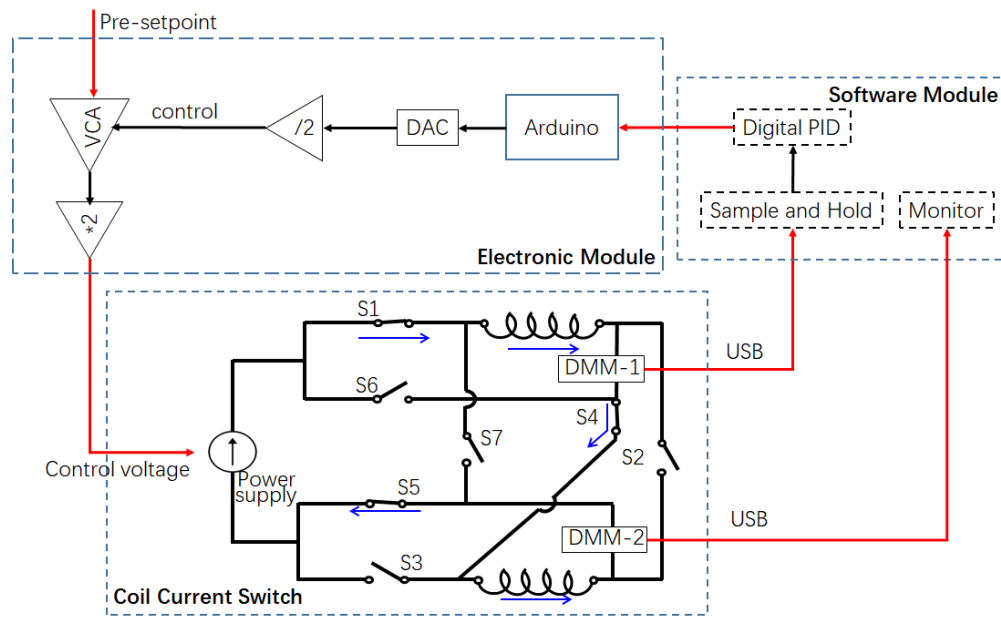 Pre-setpoint
Software Module
VCA
control
/2
DAC
Arduino
Digital PID
*2
Sample and Hold
Monitor
Electronic Module
S1
DMM-1
USB
S6
S4
S7
S2
Control voltage
Power
supply
S5
DMM-2
USB
S3
Coil Current Switch